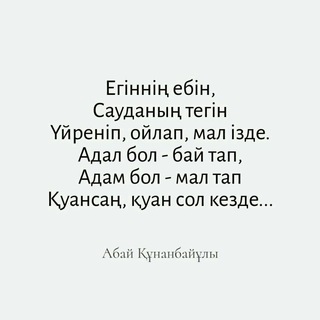 Егіннің ебін,
Сауданың тегін
Үйреніп, ойлап, мал ізде.
Адал бол - бай тап,
Адам бол - мал тап
Қуансаң, қуан сол кезде...
Абай Құнанбайұлы